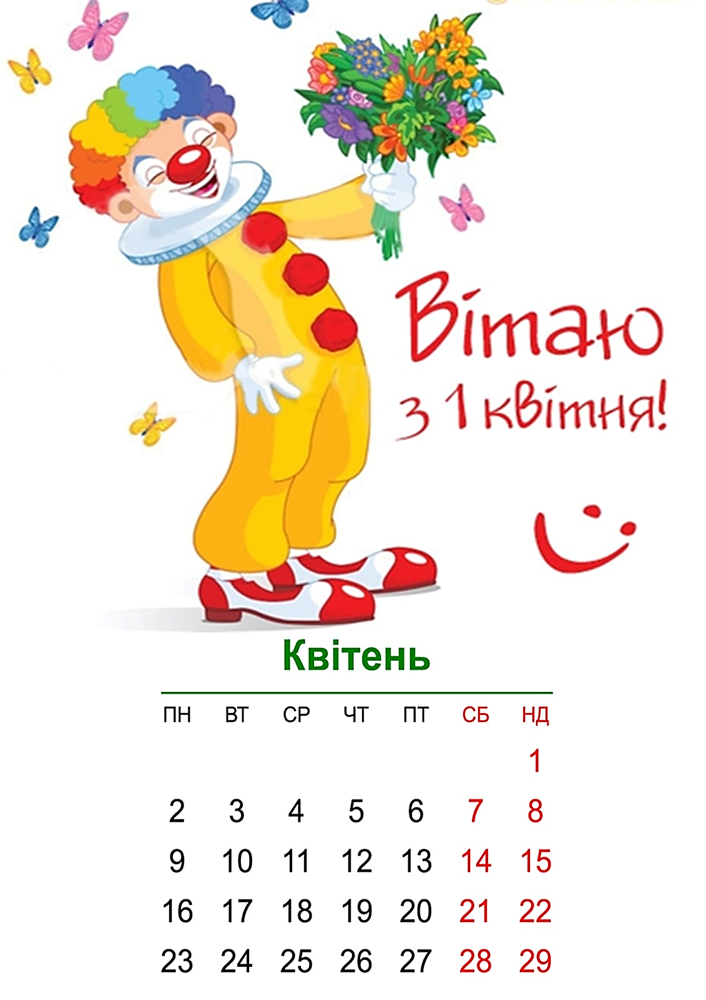 Вітаю
з 1 квітня!
Квітень
ПН ВТ СР ЧТ ПТ СБ НД
1
2 3 4 5 6 7 8
9 10 11 12 13 14 15
16 17 18 19 20 21 22
23 24 25 26 27 28 29